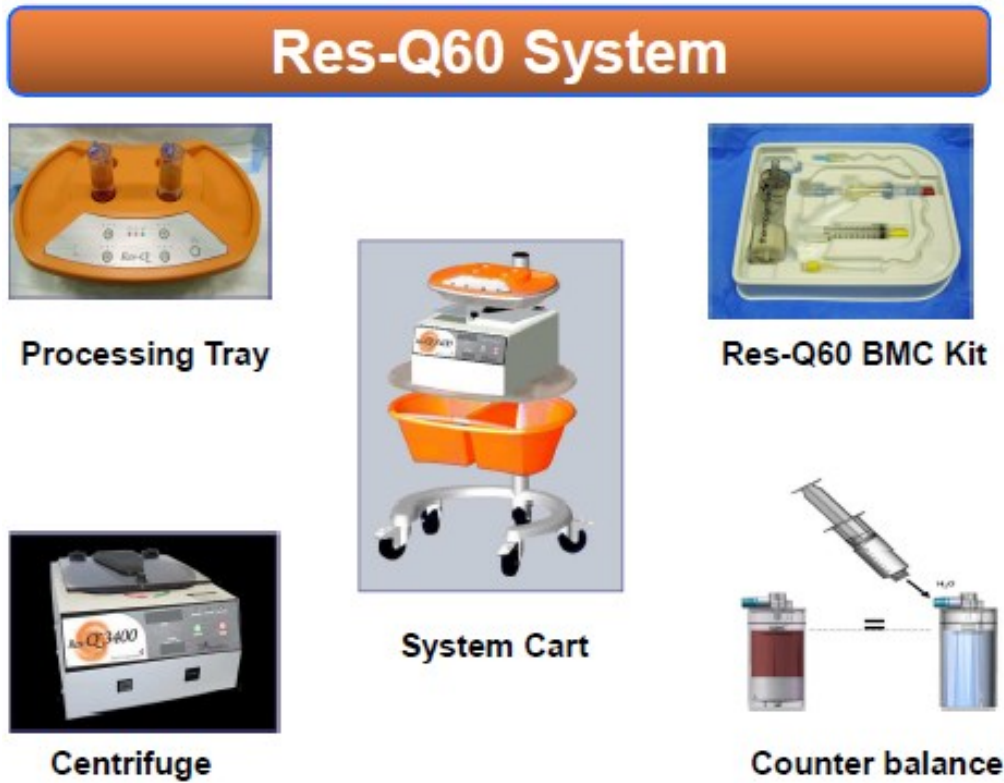 Res-Q60 System
Res-Q
Processing Tray
Res-Q60 BMC Kit
System Cart
Res-Q 3400
Centrifuge
H₂O
=
Counter balance